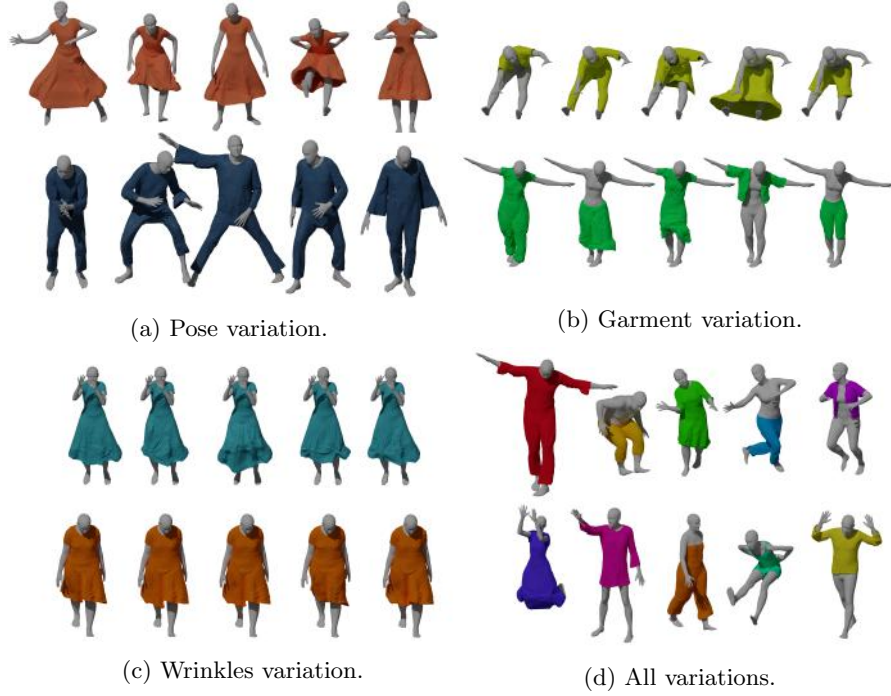 (a) Pose variation.
(b) Garment variation.
(c) Wrinkles variation.
(d) All variations.